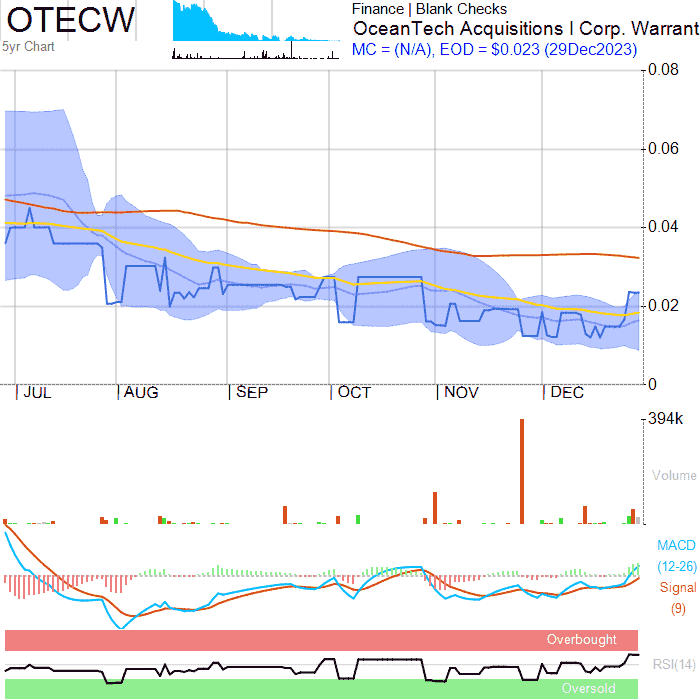 OTECW
5yr Chart
Finance | Blank Checks
OceanTech Acquisitions I Corp. Warrant
MC = (N/A), EOD = $0.023 (29Dec2023)
0.08
0.06
0.04
0.02
0
JUL AUG SEP OCT NOV DEC
394k
Volume
MACD
(12-26)
Signal
(9)
Overbought
RSI(14)
Oversold